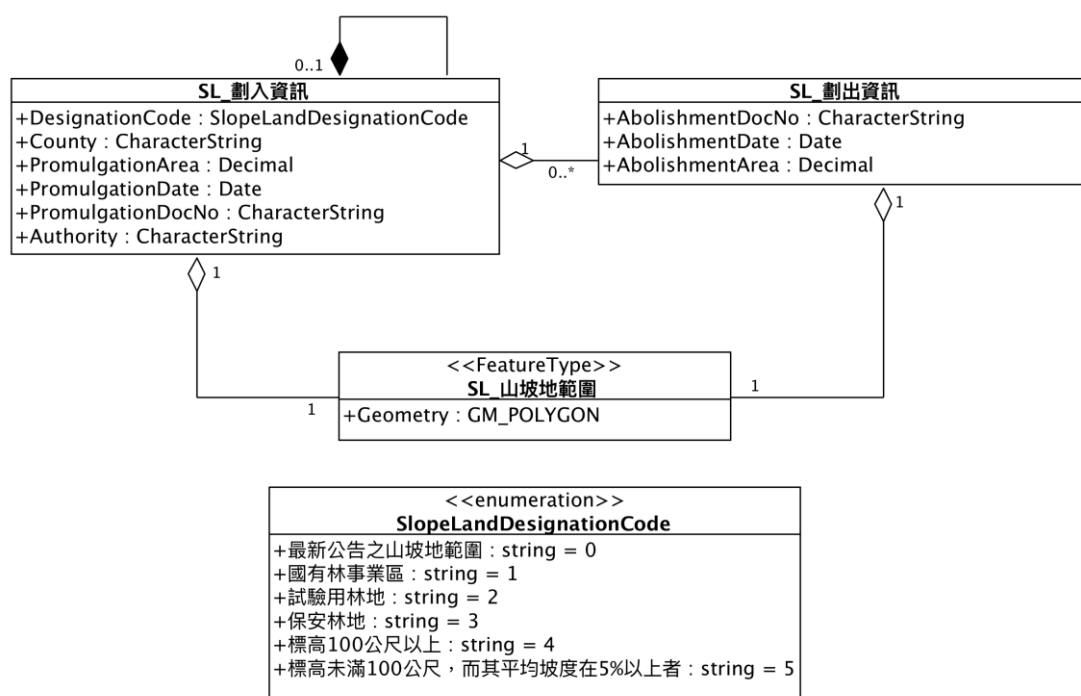 0..1
SL_劃入資訊
+DesignationCode : SlopeLandDesignationCode
+County : CharacterString
+PromulgationArea : Decimal
+PromulgationDate : Date
+PromulgationDocNo : CharacterString
+Authority : CharacterString
1
0..*
SL_劃出資訊
+AbolishmentDocNo : CharacterString
+AbolishmentDate : Date
+AbolishmentArea : Decimal
1
1
<<FeatureType>>
SL_山坡地範圍
+Geometry : GM_POLYGON
1
1
<<enumeration>>
SlopeLandDesignationCode
+最新公告之山坡地範圍 : string = 0
+國有林事業區 : string = 1
+試驗用林地 : string = 2
+保安林地 : string = 3
+標高100公尺以上 : string = 4
+標高未滿100公尺，而其平均坡度在5%以上者 : string = 5